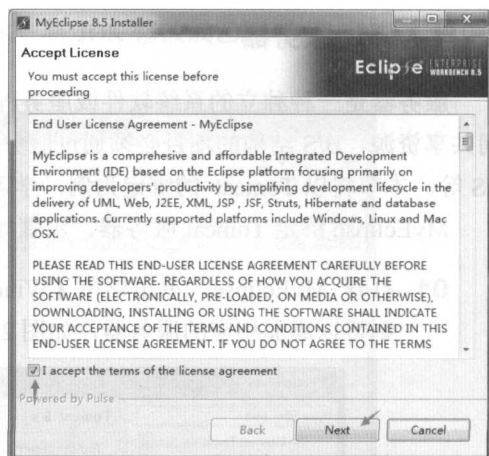 MyEclipse 8.5 Installer
Accept License
You must accept this license before
proceeding
Eclipse ENTERPRISE
WORKBENCH 8.5
End User License Agreement - MyEclipse
MyEclipse is a comprehesive and affordable Integrated Development
Environment (IDE) based on the Eclipse platform focusing primarily on
improving developers' productivity by simplifying development lifecycle in the
delivery of UML, Web, J2EE, XML, JSP , JSF, Struts, Hibernate and database
applications. Currently supported platforms include Windows, Linux and Mac
OSX.
PLEASE READ THIS END-USER LICENSE AGREEMENT CAREFULLY BEFORE
USING THE SOFTWARE. REGARDLESS OF HOW YOU ACQUIRE THE
SOFTWARE (ELECTRONICALLY, PRE-LOADED, ON MEDIA OR OTHERWISE),
DOWNLOADING, INSTALLING OR USING THE SOFTWARE SHALL INDICATE
YOUR ACCEPTANCE OF THE TERMS AND CONDITIONS CONTAINED IN THIS
END-USER LICENSE AGREEMENT. IF YOU DO NOT AGREE TO THE TERMS
I accept the terms of the license agreement
Powered by Pulse
Back Next Cancel